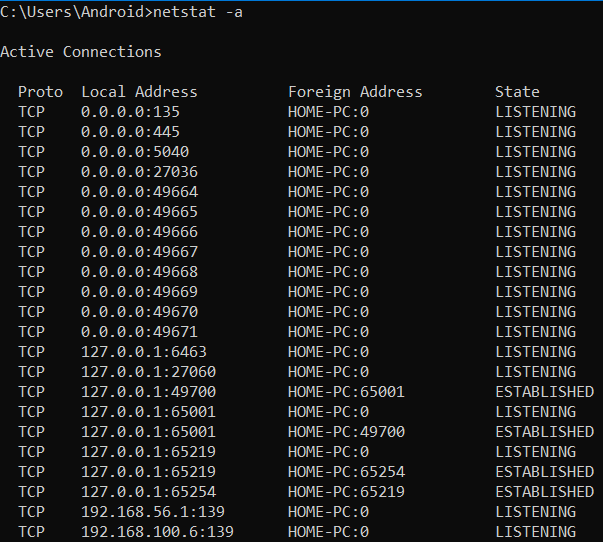 C:\Users\Android>netstat -a
Active Connections
Proto  Local Address          Foreign Address        State
TCP    0.0.0.0:135            HOME-PC:0              LISTENING
TCP    0.0.0.0:445            HOME-PC:0              LISTENING
TCP    0.0.0.0:5040           HOME-PC:0              LISTENING
TCP    0.0.0.0:27036          HOME-PC:0              LISTENING
TCP    0.0.0.0:49664          HOME-PC:0              LISTENING
TCP    0.0.0.0:49665          HOME-PC:0              LISTENING
TCP    0.0.0.0:49666          HOME-PC:0              LISTENING
TCP    0.0.0.0:49667          HOME-PC:0              LISTENING
TCP    0.0.0.0:49668          HOME-PC:0              LISTENING
TCP    0.0.0.0:49669          HOME-PC:0              LISTENING
TCP    0.0.0.0:49670          HOME-PC:0              LISTENING
TCP    0.0.0.0:49671          HOME-PC:0              LISTENING
TCP    127.0.0.1:6463         HOME-PC:0              LISTENING
TCP    127.0.0.1:27060        HOME-PC:0              LISTENING
TCP    127.0.0.1:49700        HOME-PC:65001          ESTABLISHED
TCP    127.0.0.1:65001        HOME-PC:0              LISTENING
TCP    127.0.0.1:65001        HOME-PC:49700          ESTABLISHED
TCP    127.0.0.1:65219        HOME-PC:0              LISTENING
TCP    127.0.0.1:65219        HOME-PC:65254          ESTABLISHED
TCP    127.0.0.1:65254        HOME-PC:65219          ESTABLISHED
TCP    192.168.56.1:139       HOME-PC:0              LISTENING
TCP    192.168.100.6:139      HOME-PC:0              LISTENING